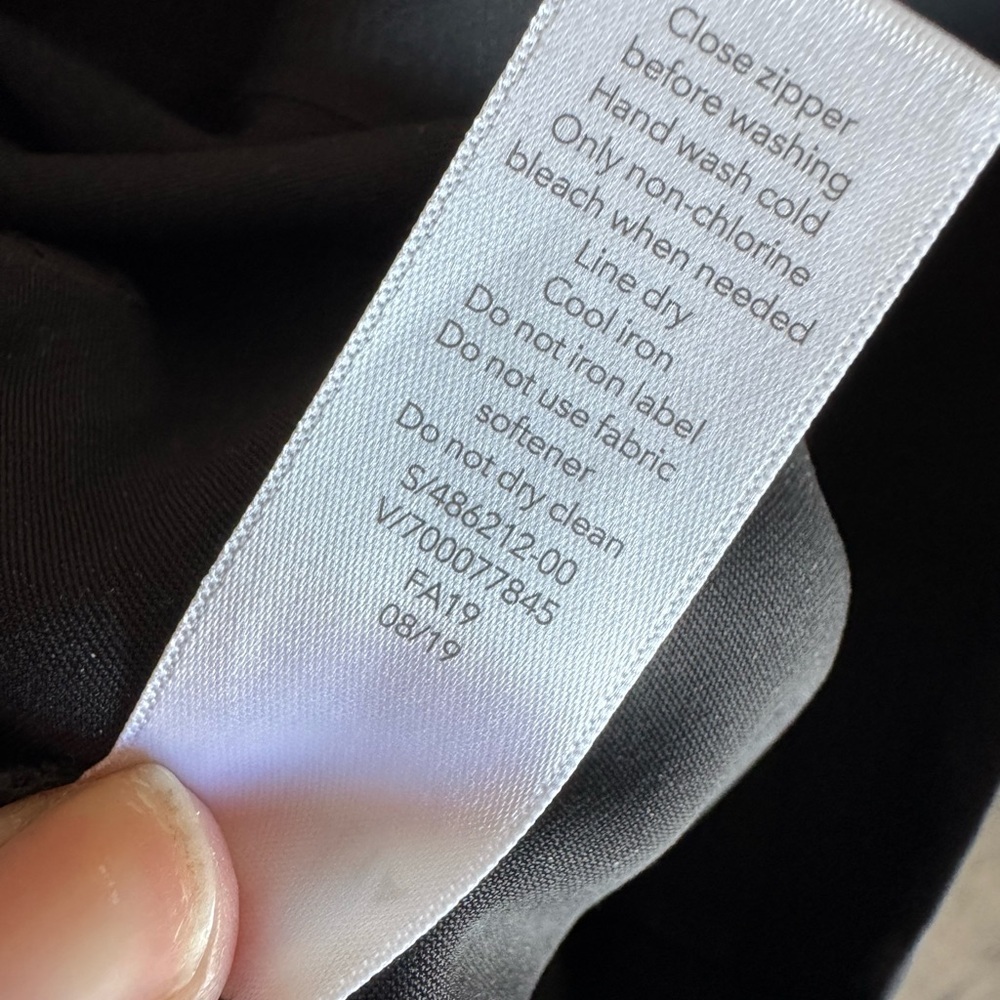 Close zipper
before washing
Hand wash cold
Only non-chlorine
bleach when needed
Line dry
Cool iron
Do not iron label
Do not use fabric
softener
Do not dry clean
S/486212-00
V/700077845
FA19
08/19